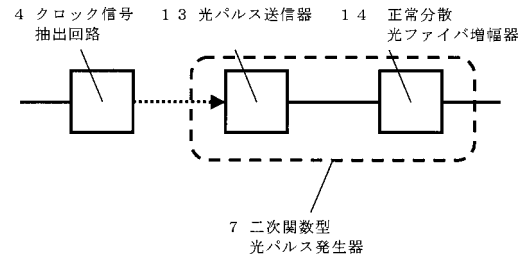 4 クロック信号
抽出回路
13 光パルス送信器
14 正常分散
光ファイバ増幅器
7 二次関数型
光パルス発生器